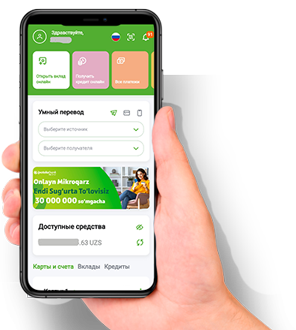 Здравствуйте,
91
Открыть вклад
онлайн
Получить
кредит онлайн
Все платежи
Умный перевод
Выберите источник
Выберите получателя
Onlayn Mikroqarz
Endi Sug'urta To'lovisiz
30 000 000 so'mgacha
Доступные средства
.63 UZS
Карты и счета Вклады Кредиты